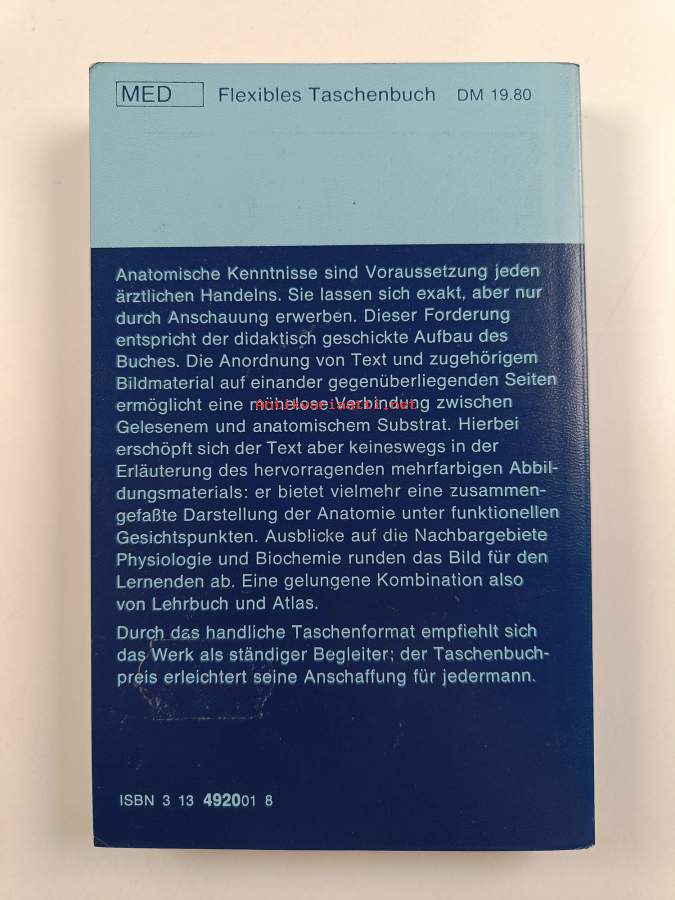 MED Flexibles Taschenbuch DM 19.80
Anatomische Kenntnisse sind Voraussetzung jeden
ärztlichen Handelns. Sie lassen sich exakt, aber nur
durch Anschauung erwerben. Dieser Forderung
entspricht der didaktisch geschickte Aufbau des
Buches. Die Anordnung von Text und zugehörigem
Bildmaterial auf einander gegenüberliegenden Seiten
ermöglicht eine mühelose Verbindung zwischen
Antikvariaatti.net
Gelesenem und anatomischem Substrat. Hierbei
erschöpft sich der Text aber keineswegs in der
Erläuterung des hervorragenden mehrfarbigen Abbil-
dungsmaterials: er bietet vielmehr eine zusammen-
gefaßte Darstellung der Anatomie unter funktionellen
Gesichtspunkten. Ausblicke auf die Nachbargebiete
Physiologie und Biochemie runden das Bild für den
Lernenden ab. Eine gelungene Kombination also
von Lehrbuch und Atlas.
Durch das handliche Taschenformat empfiehlt sich
das Werk als ständiger Begleiter; der Taschenbuch-
preis erleichtert seine Anschaffung für jedermann.
ISBN 3 13 492001 8